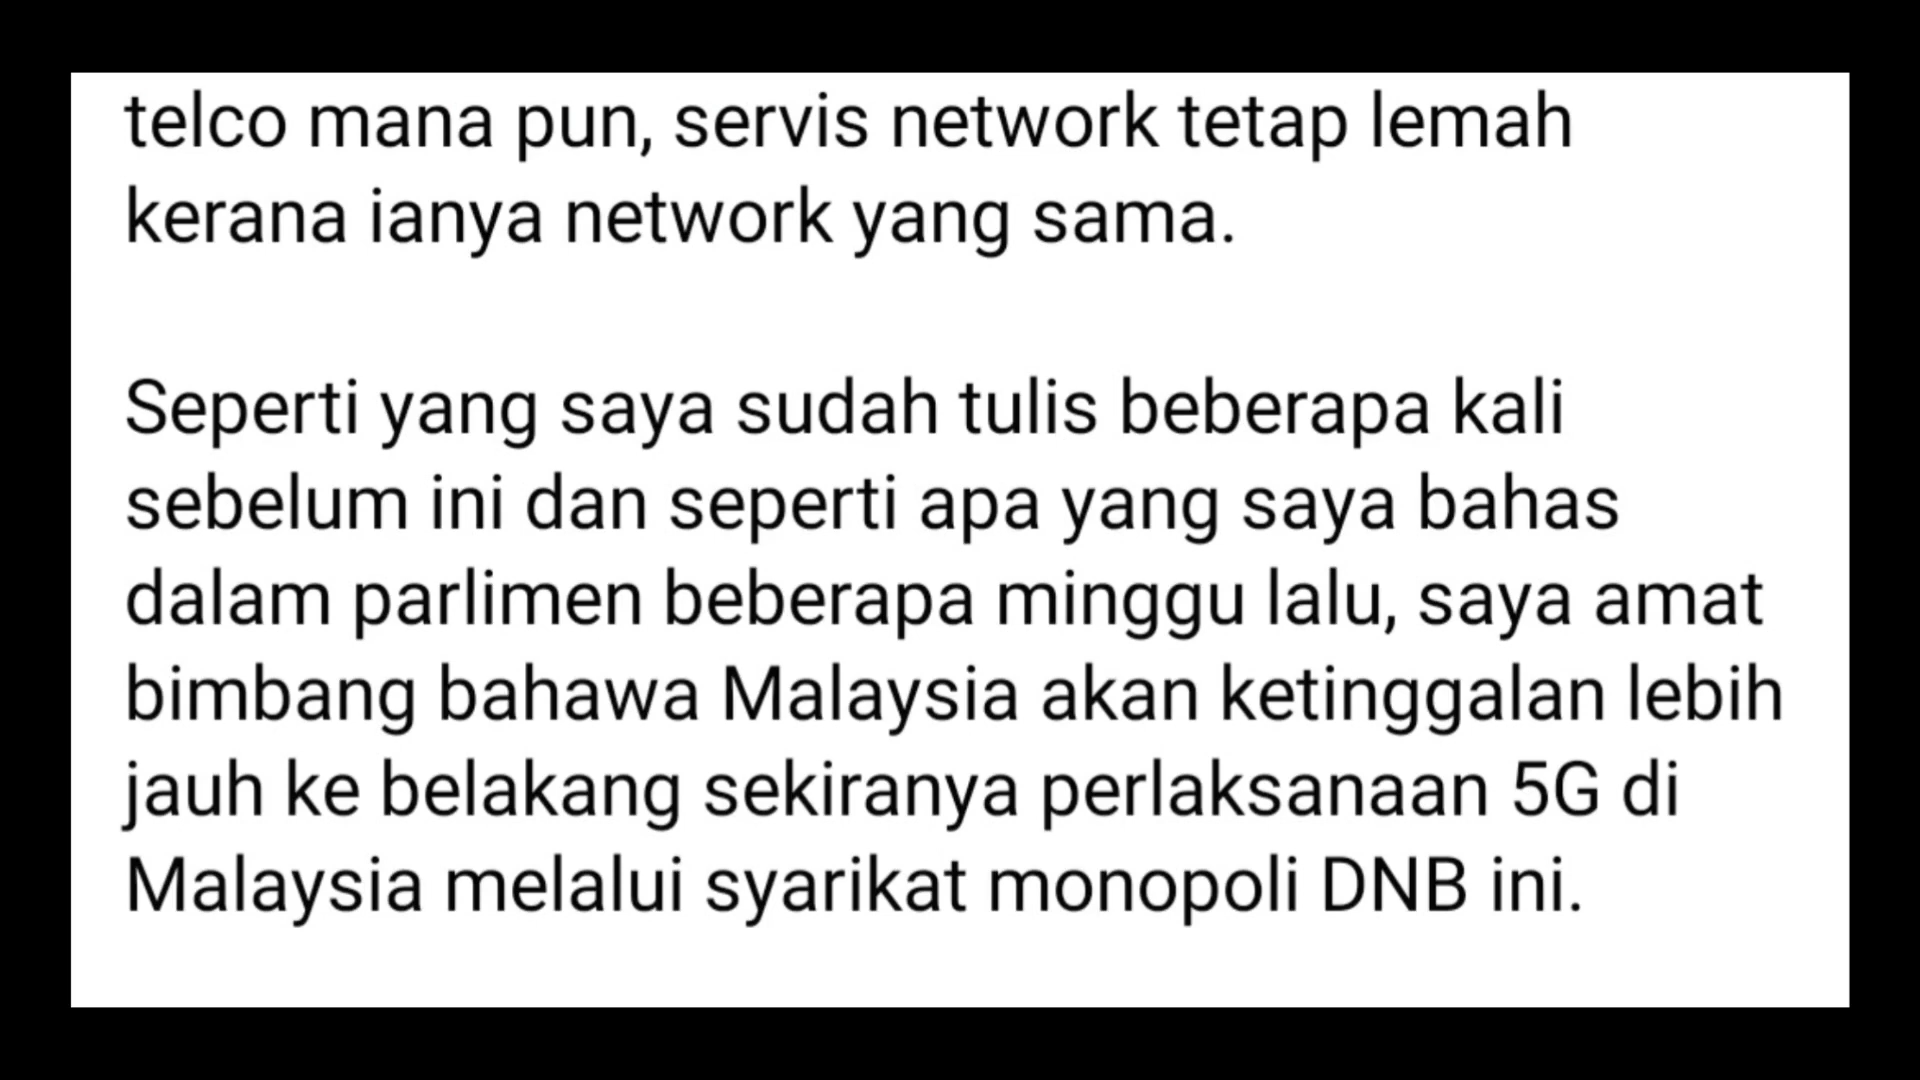 telco mana pun, servis network tetap lemah
kerana ianya network yang sama.
Seperti yang saya sudah tulis beberapa kali
sebelum ini dan seperti apa yang saya bahas
dalam parlimen beberapa minggu lalu, saya amat
bimbang bahawa Malaysia akan ketinggalan lebih
jauh ke belakang sekiranya perlaksanaan 5G di
Malaysia melalui syarikat monopoli DNB ini.